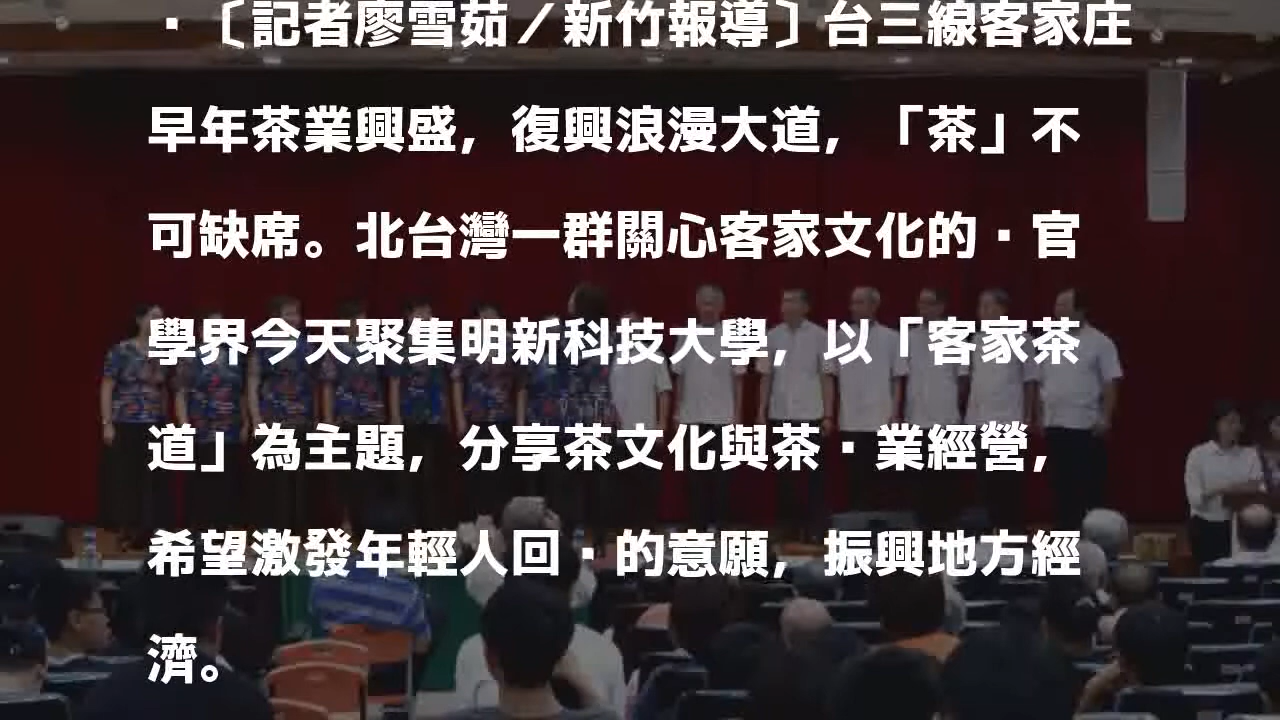 ▪〔記者廖雪茹／新竹報導〕台三線客家庄
早年茶業興盛，復興浪漫大道，「茶」不
可缺席。北台灣一群關心客家文化的▪官
學界今天聚集明新科技大學，以「客家茶
道」為主題，分享茶文化與茶▪業經營，
希望激發年輕人回▪的意願，振興地方經
濟。